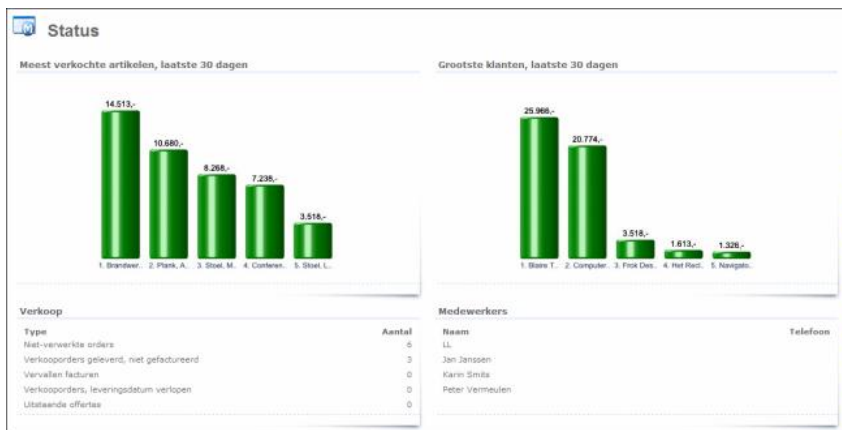 Status
Meest verkochte artikelen, laatste 30 dagen
14.513,-
10.680,-
8.268,-
7.238,-
3.518,-
1. Brandwer..
2. Plank, A..
3. Stoel, M..
4. Conferen..
5. Stoel, L..
Grootste klanten, laatste 30 dagen
25.966,-
20.774,-
3.518,-
1.613,-
1.326,-
1. Blaire T..
2. Computer..
3. Frok Des..
4. Het Recl..
5. Navigato..
Verkoop
Type Aantal
Niet-verwerkte orders 6
Verkooporders geleverd, niet gefactureerd 3
Vervallen facturen 0
Verkooporders, leveringsdatum verlopen 0
Uitstaande offertes 0
Medewerkers
Naam Telefoon
LL
Jan Janssen
Karin Smits
Peter Vermeulen